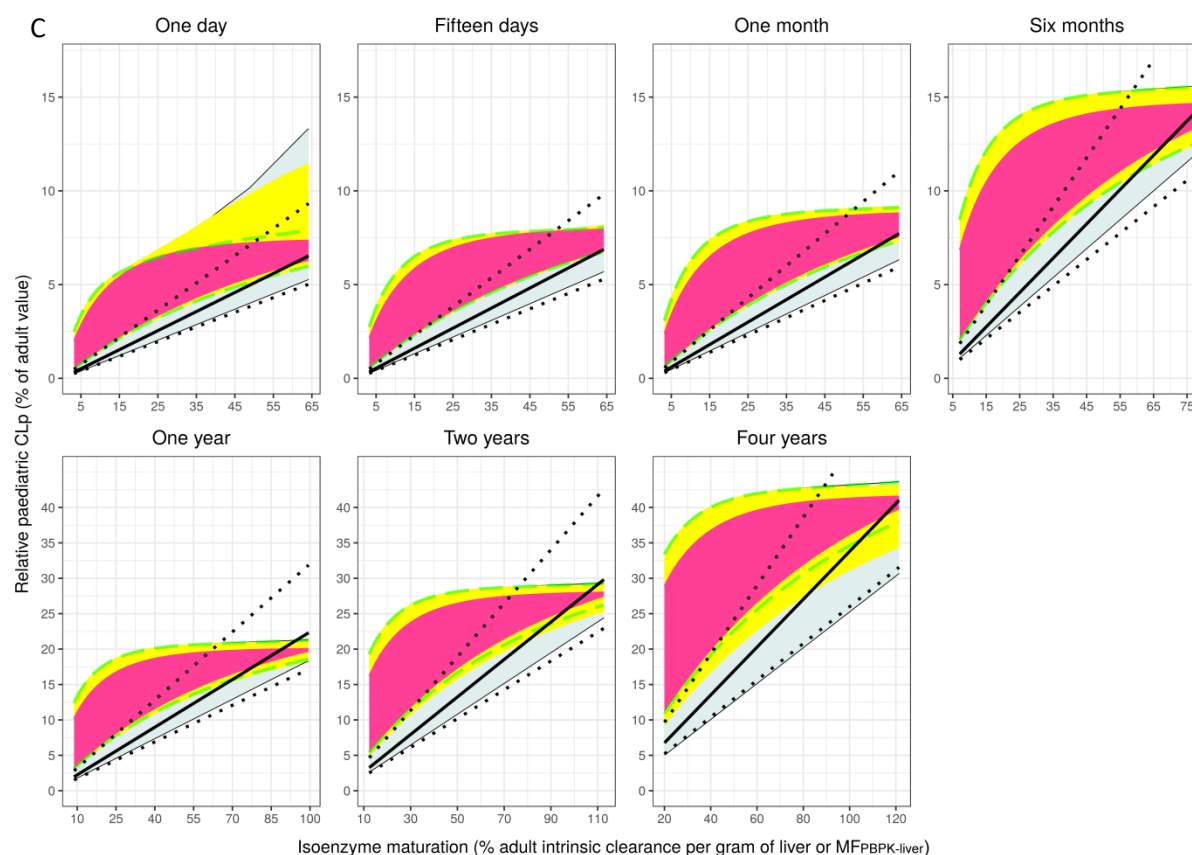 C
One day
Fifteen days
One month
Six months
15
10
5
0
5 15 25 35 45 55 65
5 15 25 35 45 55 65
5 15 25 35 45 55 65
5 15 25 35 45 55 65 75
Relative paediatric CLp (% of adult value)
One year
Two years
Four years
40
35
30
25
20
15
10
5
0
10 25 40 55 70 85 100
10 30 50 70 90 110
20 40 60 80 100 120
Isoenzyme maturation (% adult intrinsic clearance per gram of liver or MFPBPK-liver)